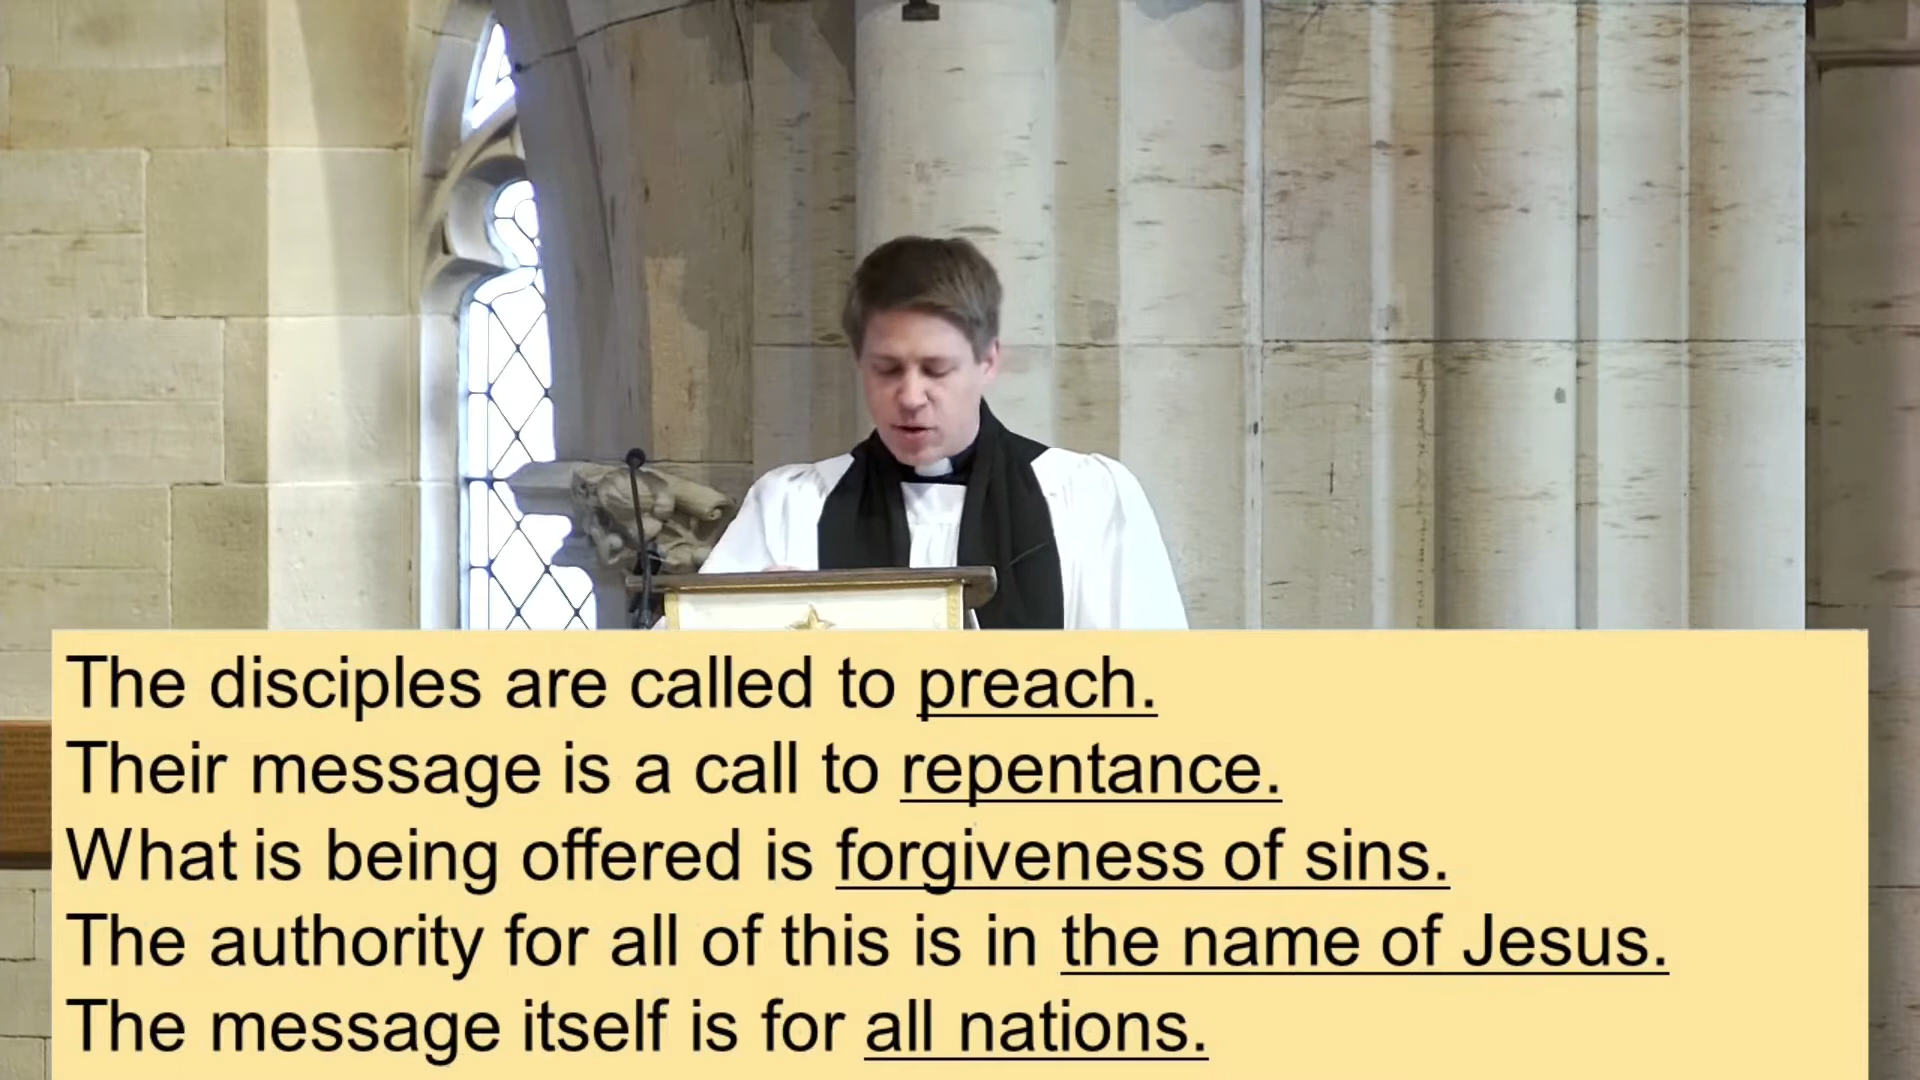 The disciples are called to preach.
Their message is a call to repentance.
What is being offered is forgiveness of sins.
The authority for all of this is in the name of Jesus.
The message itself is for all nations.